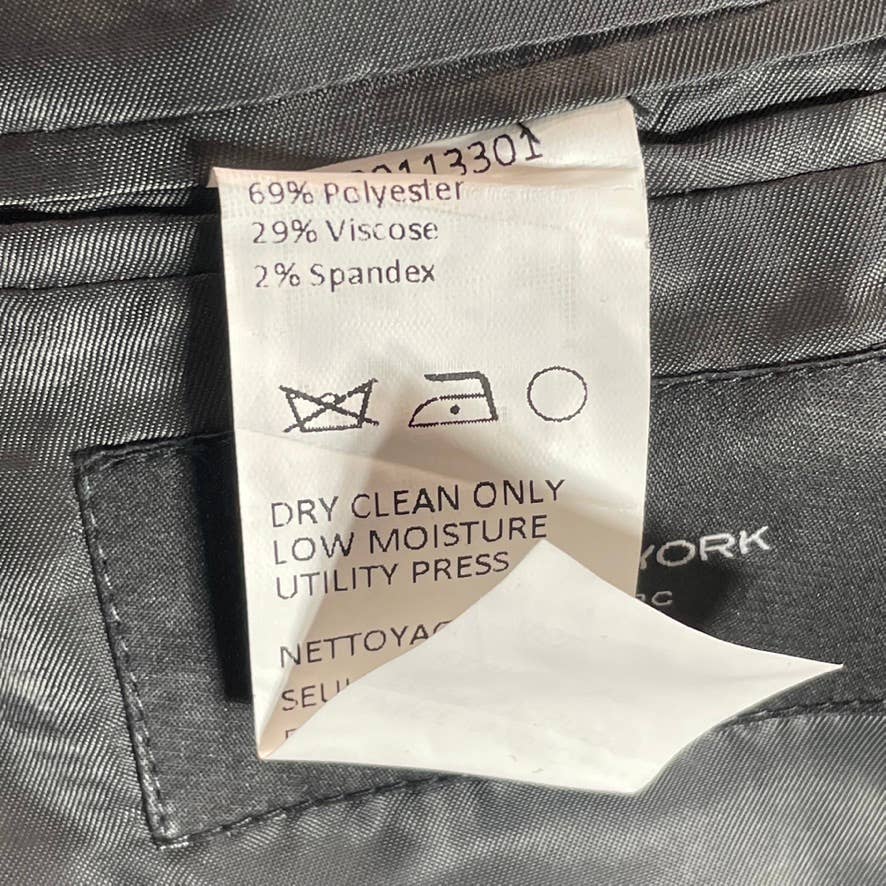 69% Polyester
29% Viscose
2% Spandex
DRY CLEAN ONLY
LOW MOISTURE
UTILITY PRESS
YORK